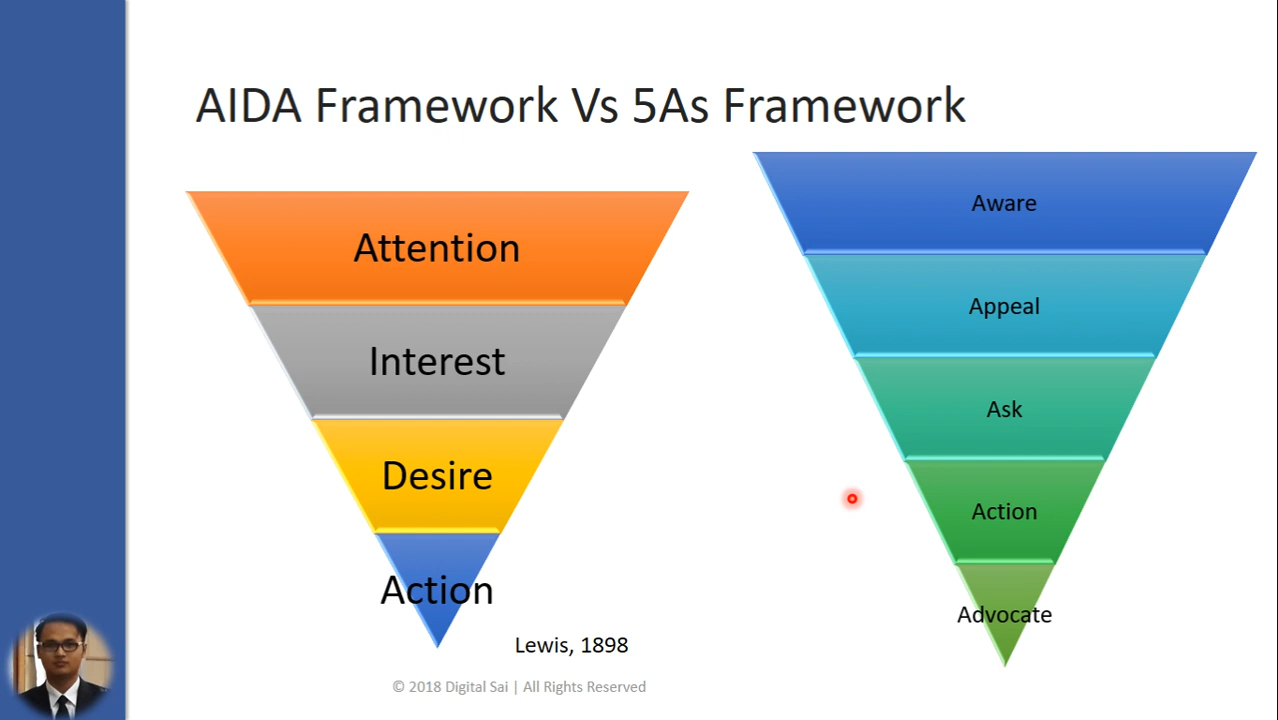 AIDA Framework Vs 5As Framework
Attention
Interest
Desire
Action
Lewis, 1898
Aware
Appeal
Ask
Action
Advocate
© 2018 Digital Sai | All Rights Reserved